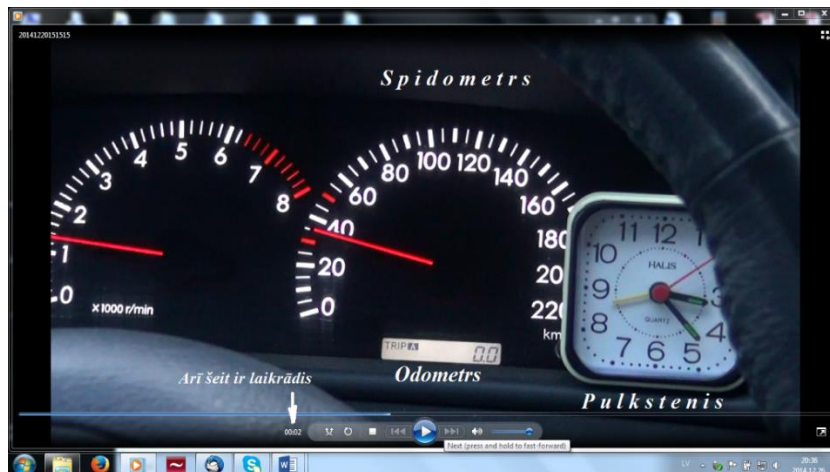 20141220151515
Spidometrs
0 1 2 3 4 5 6 7 8
x1000 r/min
0 20 40 60 80 100 120 140 160 180 20 220
km
TRIP A 0.0
11 12 1
10
HALIS
9 3
QUARTZ
8 4
7 6 5
Arī šeit ir laikrādis
Odometrs
Pulkstenis
00:02
Next (press and hold to fast-forward)
LV
20:36